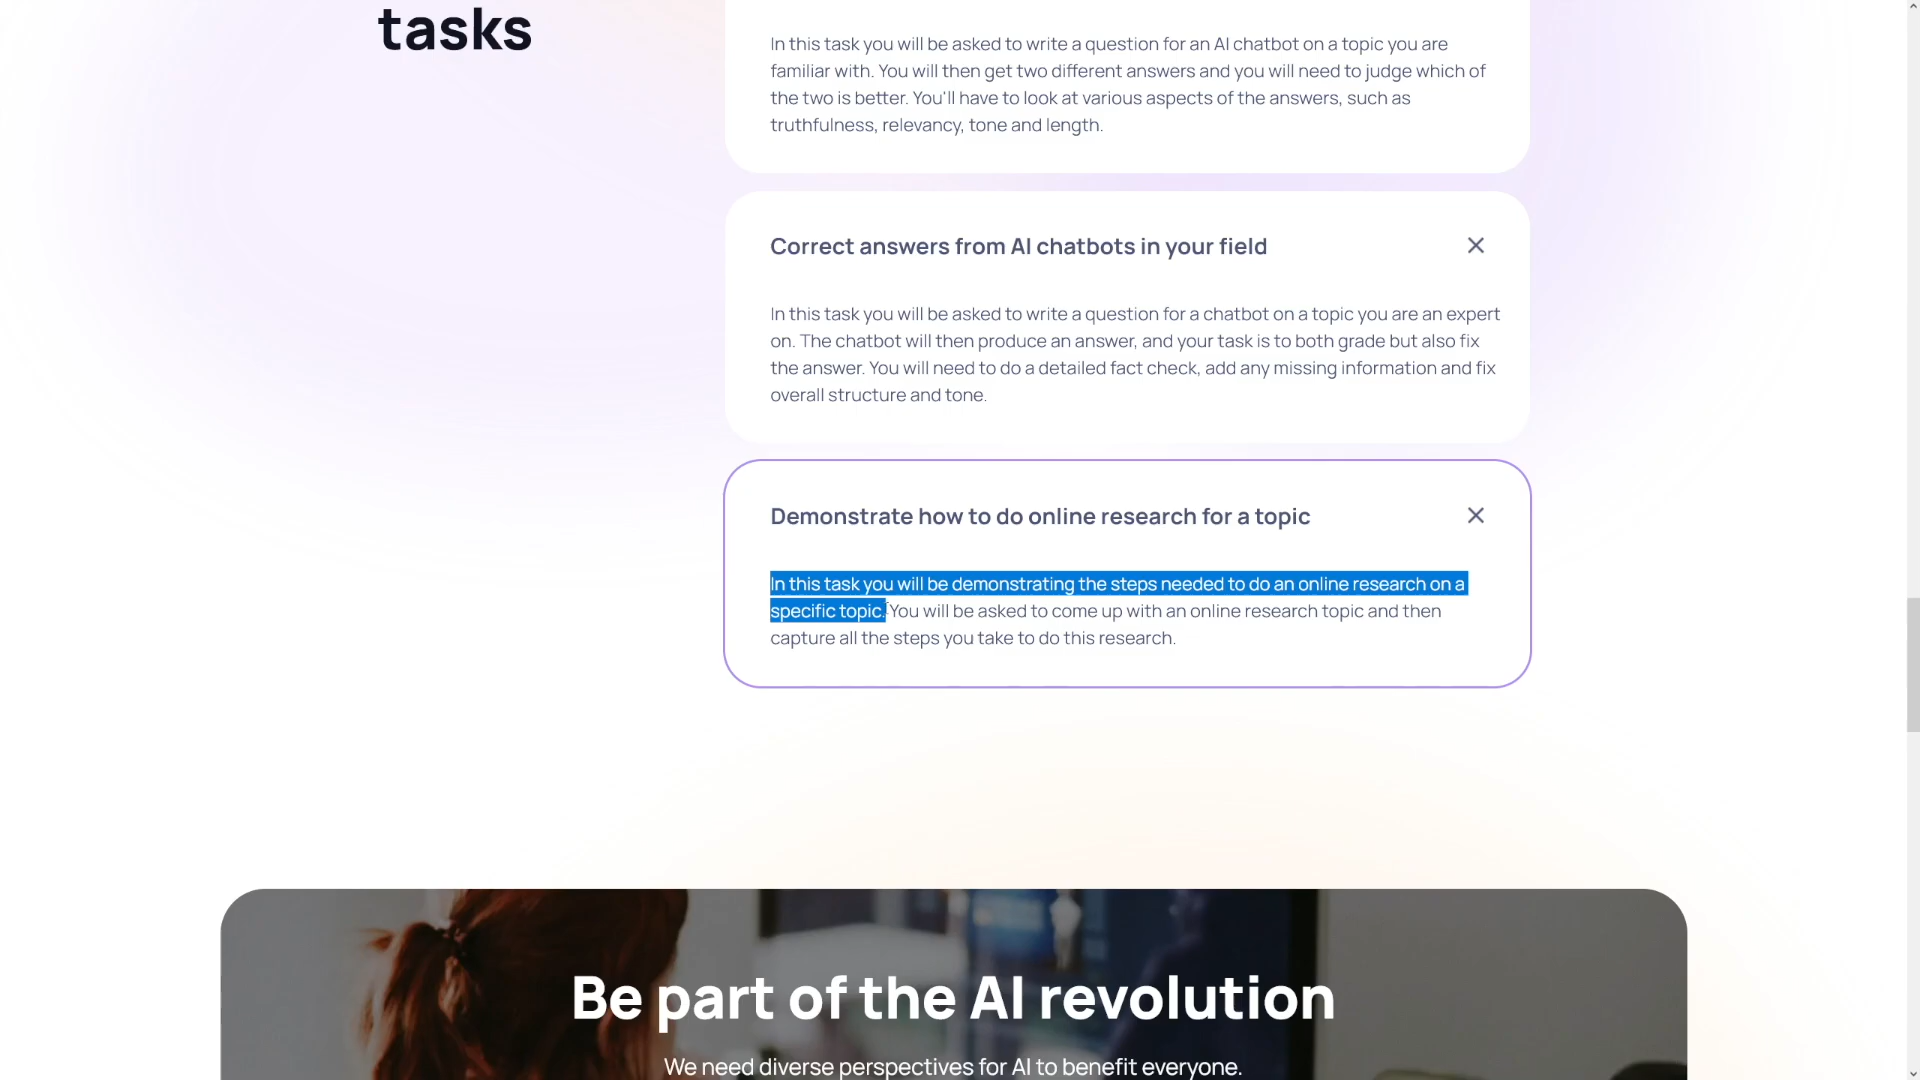 tasks
In this task you will be asked to write a question for an AI chatbot on a topic you are
familiar with. You will then get two different answers and you will need to judge which of
the two is better. You'll have to look at various aspects of the answers, such as
truthfulness, relevancy, tone and length.
Correct answers from AI chatbots in your field
In this task you will be asked to write a question for a chatbot on a topic you are an expert
on. The chatbot will then produce an answer, and your task is to both grade but also fix
the answer. You will need to do a detailed fact check, add any missing information and fix
overall structure and tone.
Demonstrate how to do online research for a topic
In this task you will be demonstrating the steps needed to do an online research on a
specific topic. You will be asked to come up with an online research topic and then
capture all the steps you take to do this research.
Be part of the AI revolution
We need diverse perspectives for AI to benefit everyone.